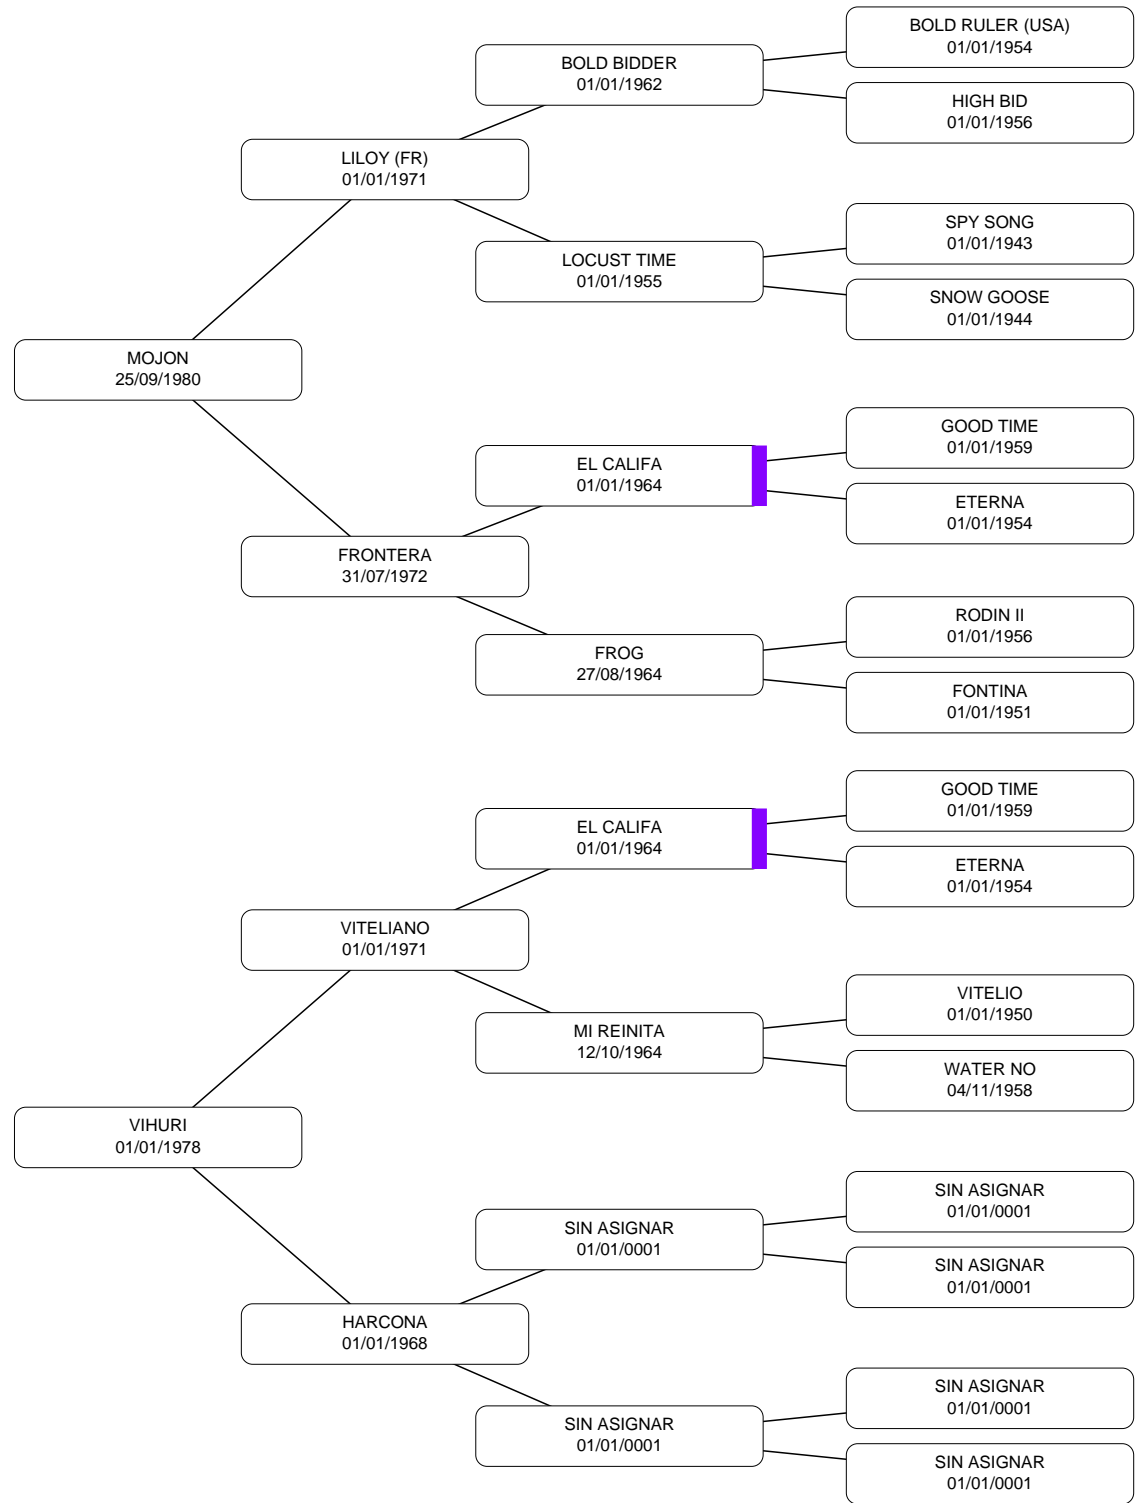 BOLD RULER (USA)
01/01/1954
BOLD BIDDER
01/01/1962
HIGH BID
01/01/1956
LILOY (FR)
01/01/1971
SPY SONG
01/01/1943
LOCUST TIME
01/01/1955
SNOW GOOSE
01/01/1944
MOJON
25/09/1980
GOOD TIME
01/01/1959
EL CALIFA
01/01/1964
ETERNA
01/01/1954
FRONTERA
31/07/1972
RODIN II
01/01/1956
FROG
27/08/1964
FONTINA
01/01/1951
GOOD TIME
01/01/1959
EL CALIFA
01/01/1964
ETERNA
01/01/1954
VITELIANO
01/01/1971
VITELIO
01/01/1950
MI REINITA
12/10/1964
WATER NO
04/11/1958
VIHURI
01/01/1978
SIN ASIGNAR
01/01/0001
SIN ASIGNAR
01/01/0001
SIN ASIGNAR
01/01/0001
HARCONA
01/01/1968
SIN ASIGNAR
01/01/0001
SIN ASIGNAR
01/01/0001
SIN ASIGNAR
01/01/0001